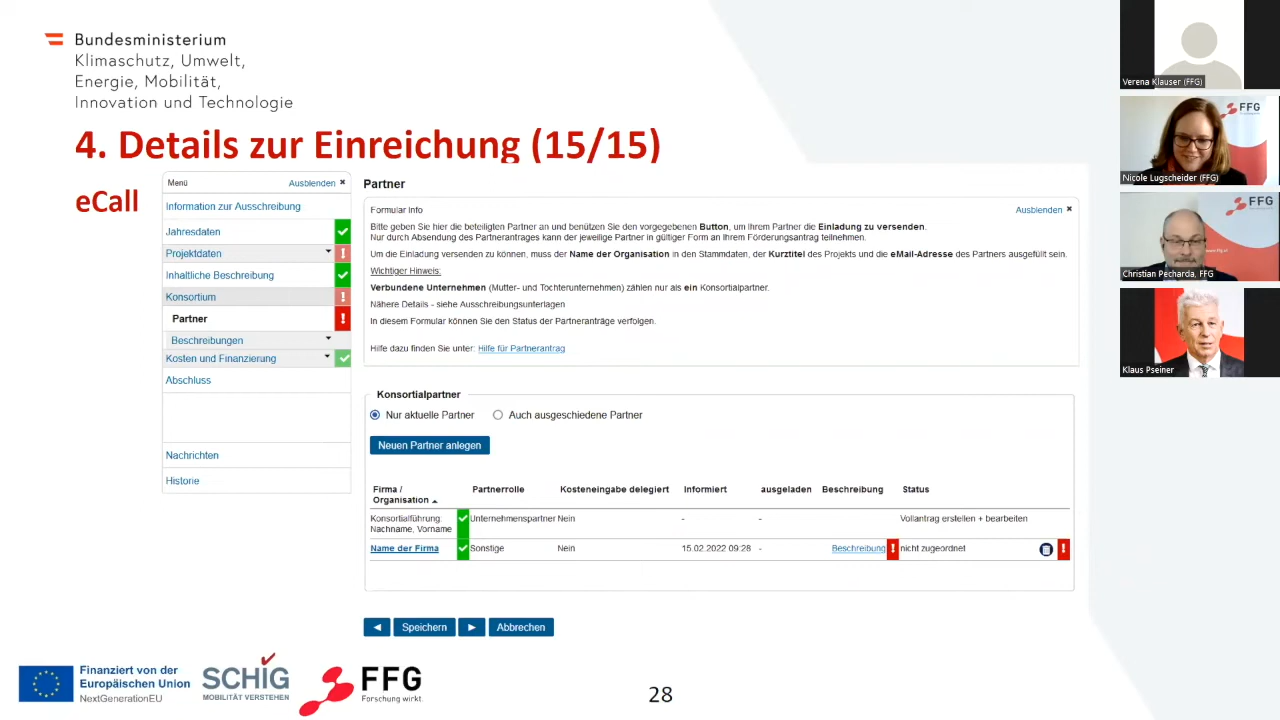 Bundesministerium
Klimaschutz, Umwelt,
Energie, Mobilität,
Innovation und Technologie
4. Details zur Einreichung (15/15)
eCall
Menü
Ausblenden ✖
Information zur Ausschreibung
Jahresdaten
Projektdaten
Inhaltliche Beschreibung
Konsortium
Partner
Beschreibungen
Kosten und Finanzierung
Abschluss
Nachrichten
Historie
Partner
Formular Info
Ausblenden ✖
Bitte geben Sie hier die beteiligten Partner an und benützen Sie den vorgegebenen Button, um Ihrem Partner die Einladung zu versenden.
Nur durch Absendung des Partnerantrages kann der jeweilige Partner in gültiger Form an Ihrem Förderungsantrag teilnehmen.
Um die Einladung versenden zu können, muss der Name der Organisation in den Stammdaten, der Kurztitel des Projekts und die eMail-Adresse des Partners ausgefüllt sein.
Wichtiger Hinweis:
Verbundene Unternehmen (Mutter- und Tochterunternehmen) zählen nur als ein Konsortialpartner.
Nähere Details - siehe Ausschreibungsunterlagen
In diesem Formular können Sie den Status der Partneranträge verfolgen.
Hilfe dazu finden Sie unter: Hilfe für Partnerantrag
Konsortialpartner
Nur aktuelle Partner Auch ausgeschiedene Partner
Neuen Partner anlegen
Firma / Organisation Partnerrolle Kosteneingabe delegiert Informiert ausgeladen Beschreibung Status
Konsortialführung, Nachname, Vorname Unternehmenspartner Nein - - Vollantrag erstellen + bearbeiten
Name der Firma Sonstige Nein 15.02.2022 09:28 - Beschreibung nicht zugeordnet
Speichern Abbrechen
Finanziert von der
Europäischen Union
NextGenerationEU
SCHIG
MOBILITÄT VERSTEHEN
FFG
Forschung wirkt.
28
Verena Klauser (FFG)
FFG
Nicole Lugscheider (FFG)
FFG
Christian Pecharda, FFG
Klaus Pseiner